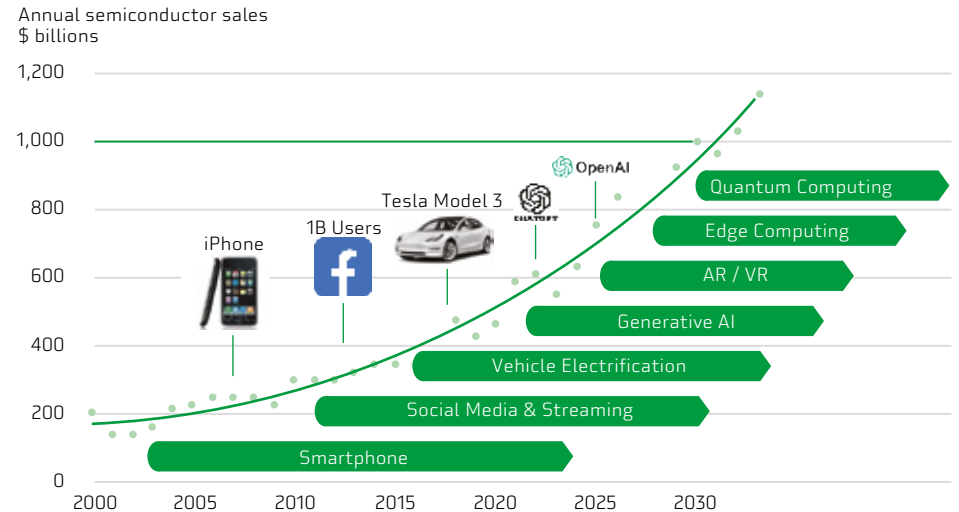 Annual semiconductor sales
$ billions
1,200
1,000
800
600
400
200
0
OpenAI
CHATGPT
Tesla Model 3
1B Users
iPhone
Quantum Computing
Edge Computing
AR / VR
Generative AI
Vehicle Electrification
Social Media & Streaming
Smartphone
2000 2005 2010 2015 2020 2025 2030